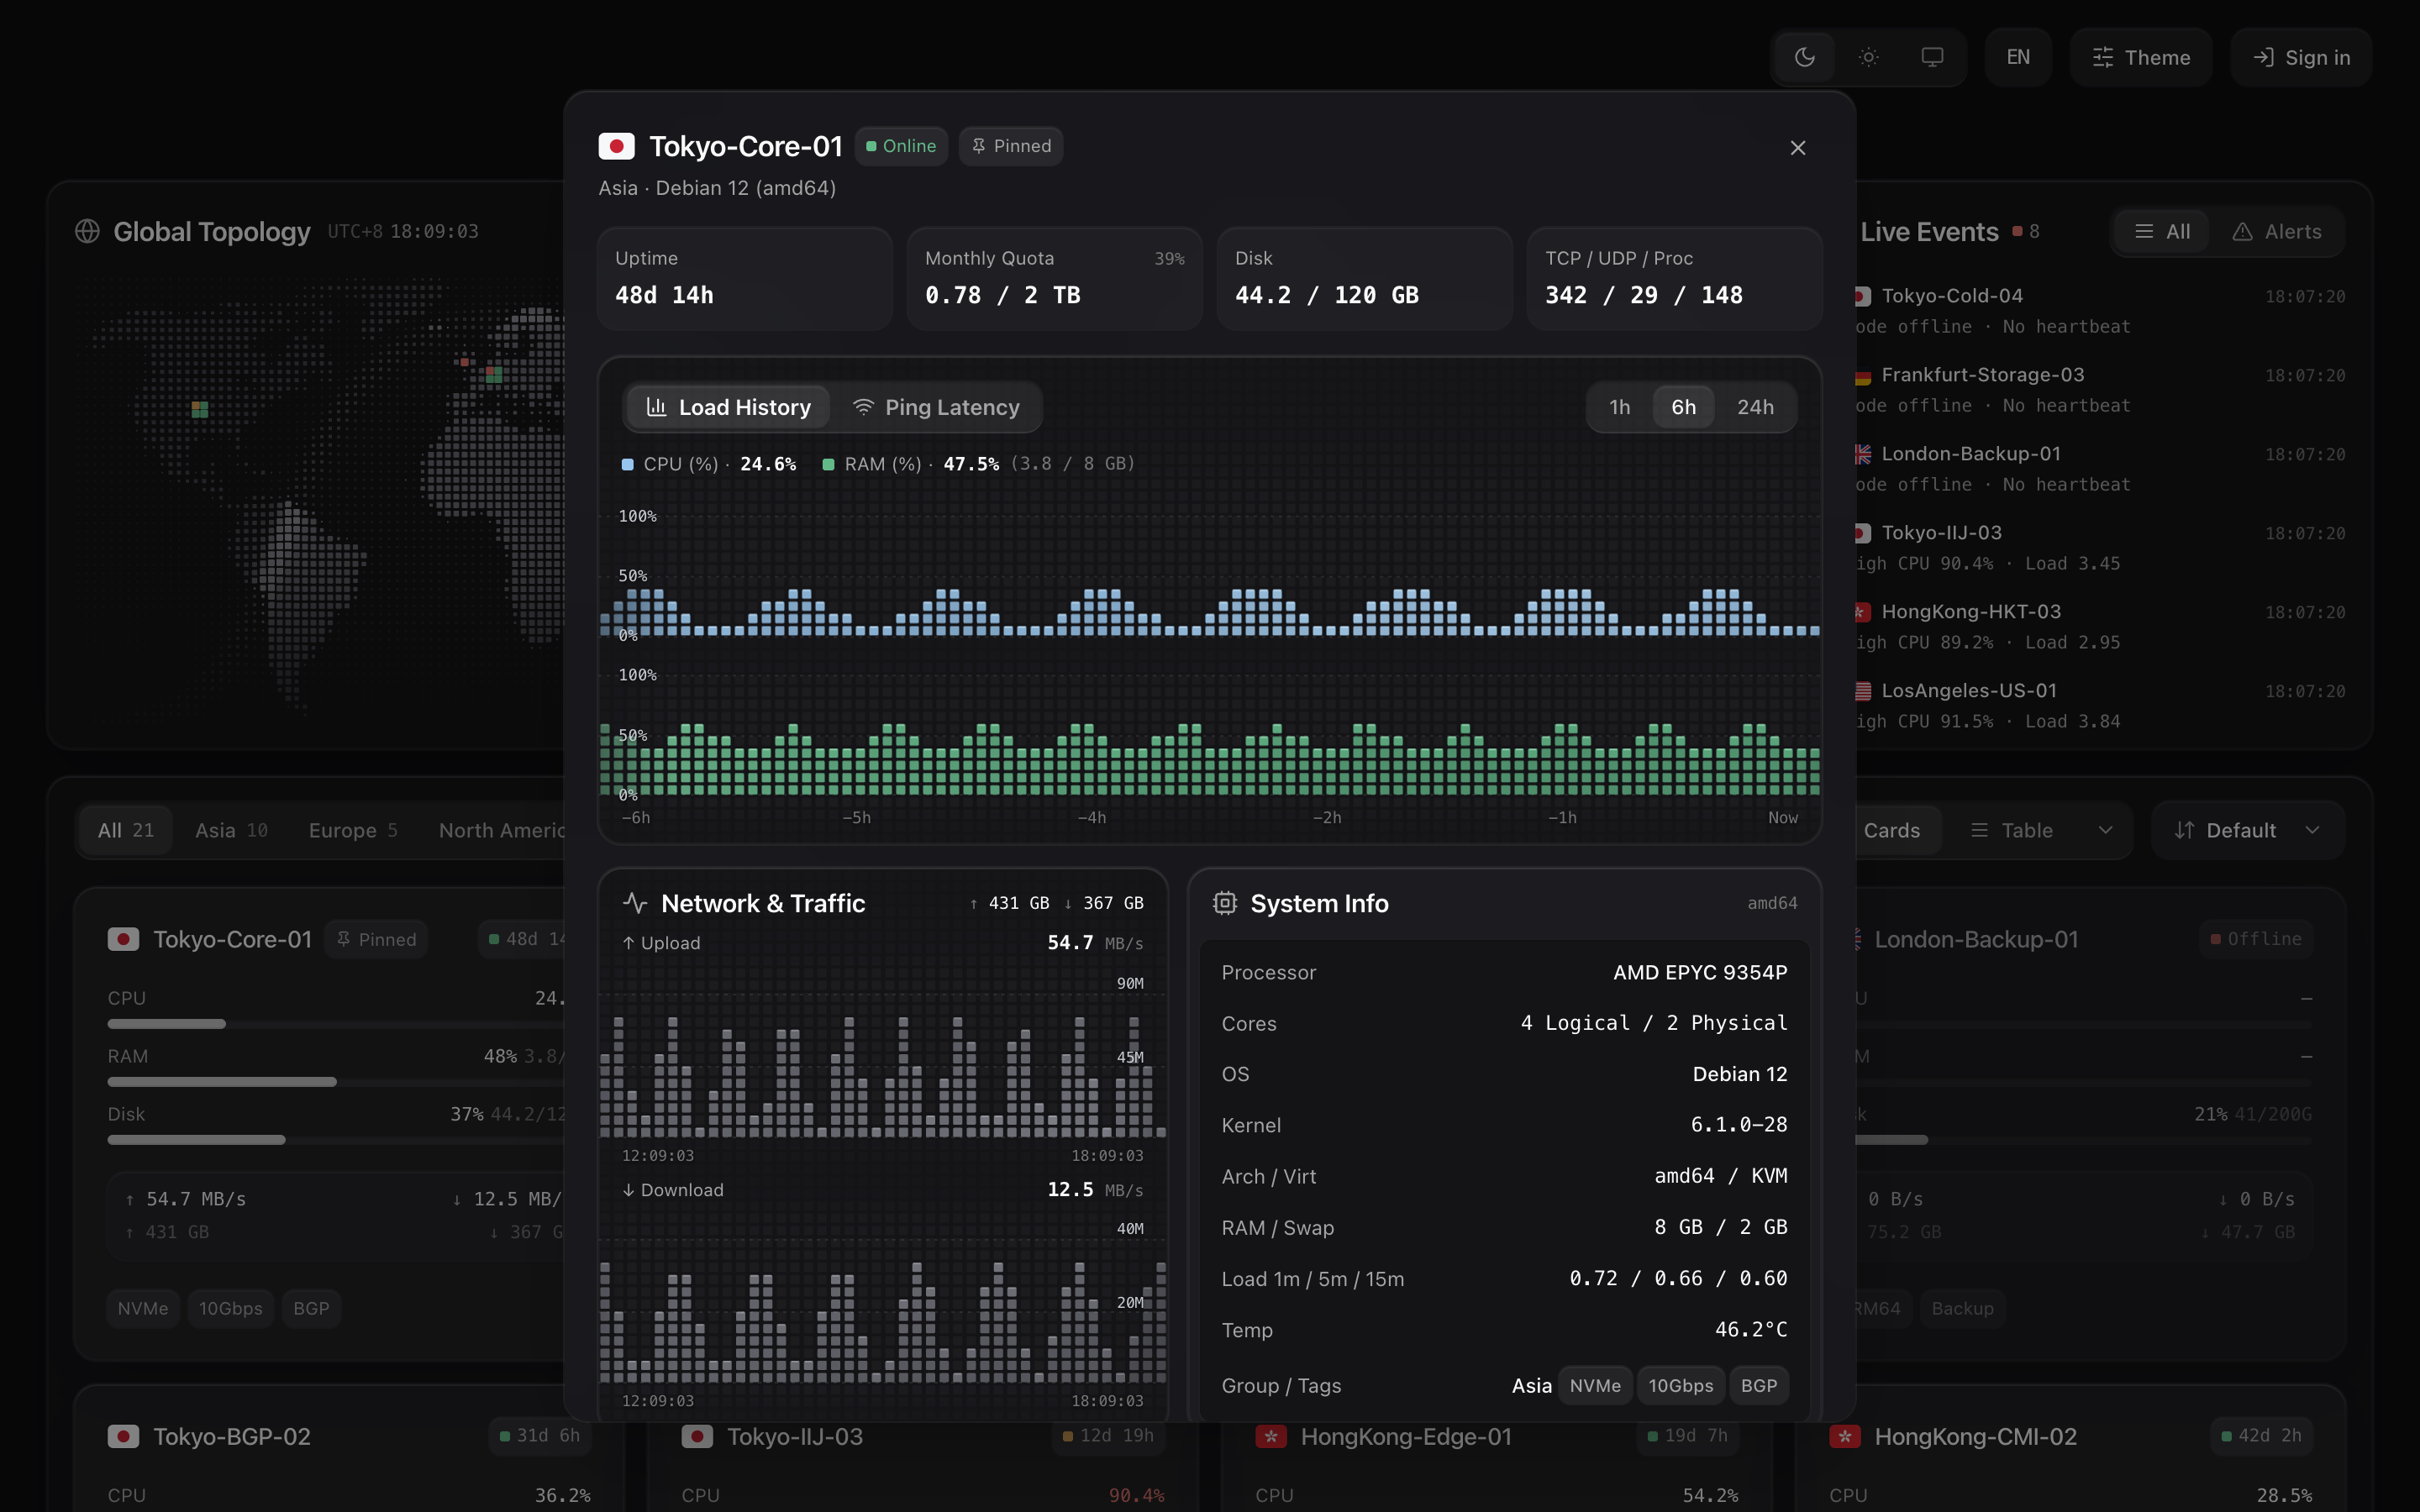 EN
Theme
Sign in
Tokyo-Core-01
Online
Pinned
Asia · Debian 12 (amd64)
Uptime
48d 14h
Monthly Quota
39%
0.78 / 2 TB
Disk
44.2 / 120 GB
TCP / UDP / Proc
342 / 29 / 148
Load History
Ping Latency
1h
6h
24h
CPU (%) · 24.6%
RAM (%) · 47.5% (3.8 / 8 GB)
100%
50%
0%
100%
50%
0%
−6h
−5h
−4h
−2h
−1h
Now
Network & Traffic
↑ 431 GB ↓ 367 GB
↑ Upload
54.7 MB/s
90M
45M
12:09:03
18:09:03
↓ Download
12.5 MB/s
40M
20M
12:09:03
18:09:03
System Info
amd64
Processor
AMD EPYC 9354P
Cores
4 Logical / 2 Physical
OS
Debian 12
Kernel
6.1.0−28
Arch / Virt
amd64 / KVM
RAM / Swap
8 GB / 2 GB
Load 1m / 5m / 15m
0.72 / 0.66 / 0.60
Temp
46.2°C
Group / Tags
Asia
NVMe
10Gbps
BGP
Global Topology
UTC+8 18:09:03
Live Events
8
All
Alerts
Tokyo-Cold-04
18:07:20
ode offline · No heartbeat
Frankfurt-Storage-03
18:07:20
ode offline · No heartbeat
London-Backup-01
18:07:20
ode offline · No heartbeat
Tokyo-IIJ-03
18:07:20
igh CPU 90.4% · Load 3.45
HongKong-HKT-03
18:07:20
igh CPU 89.2% · Load 2.95
LosAngeles-US-01
18:07:20
igh CPU 91.5% · Load 3.84
All 21
Asia 10
Europe 5
North Americ
Cards
Table
Default
Tokyo-Core-01
Pinned
48d 14
CPU
24.
RAM
48% 3.8/
Disk
37% 44.2/12
↑ 54.7 MB/s
↓ 12.5 MB/
↑ 431 GB
↓ 367 G
NVMe
10Gbps
BGP
London-Backup-01
Offline
U
–
M
–
k
21% 41/200G
0 B/s
↓ 0 B/s
75.2 GB
↓ 47.7 GB
RM64
Backup
Tokyo-BGP-02
31d 6h
CPU
36.2%
Tokyo-IIJ-03
12d 19h
CPU
90.4%
HongKong-Edge-01
19d 7h
CPU
54.2%
HongKong-CMI-02
42d 2h
CPU
28.5%